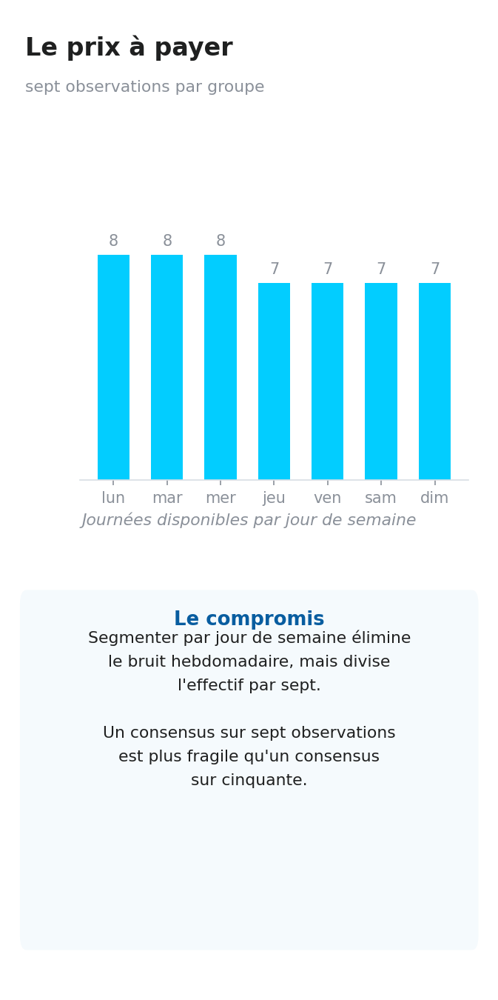 Le prix à payer
sept observations par groupe
8 8 8 7 7 7 7
lun mar mer jeu ven sam dim
Journées disponibles par jour de semaine
Le compromis
Segmenter par jour de semaine élimine
le bruit hebdomadaire, mais divise
l'effectif par sept.
Un consensus sur sept observations
est plus fragile qu'un consensus
sur cinquante.